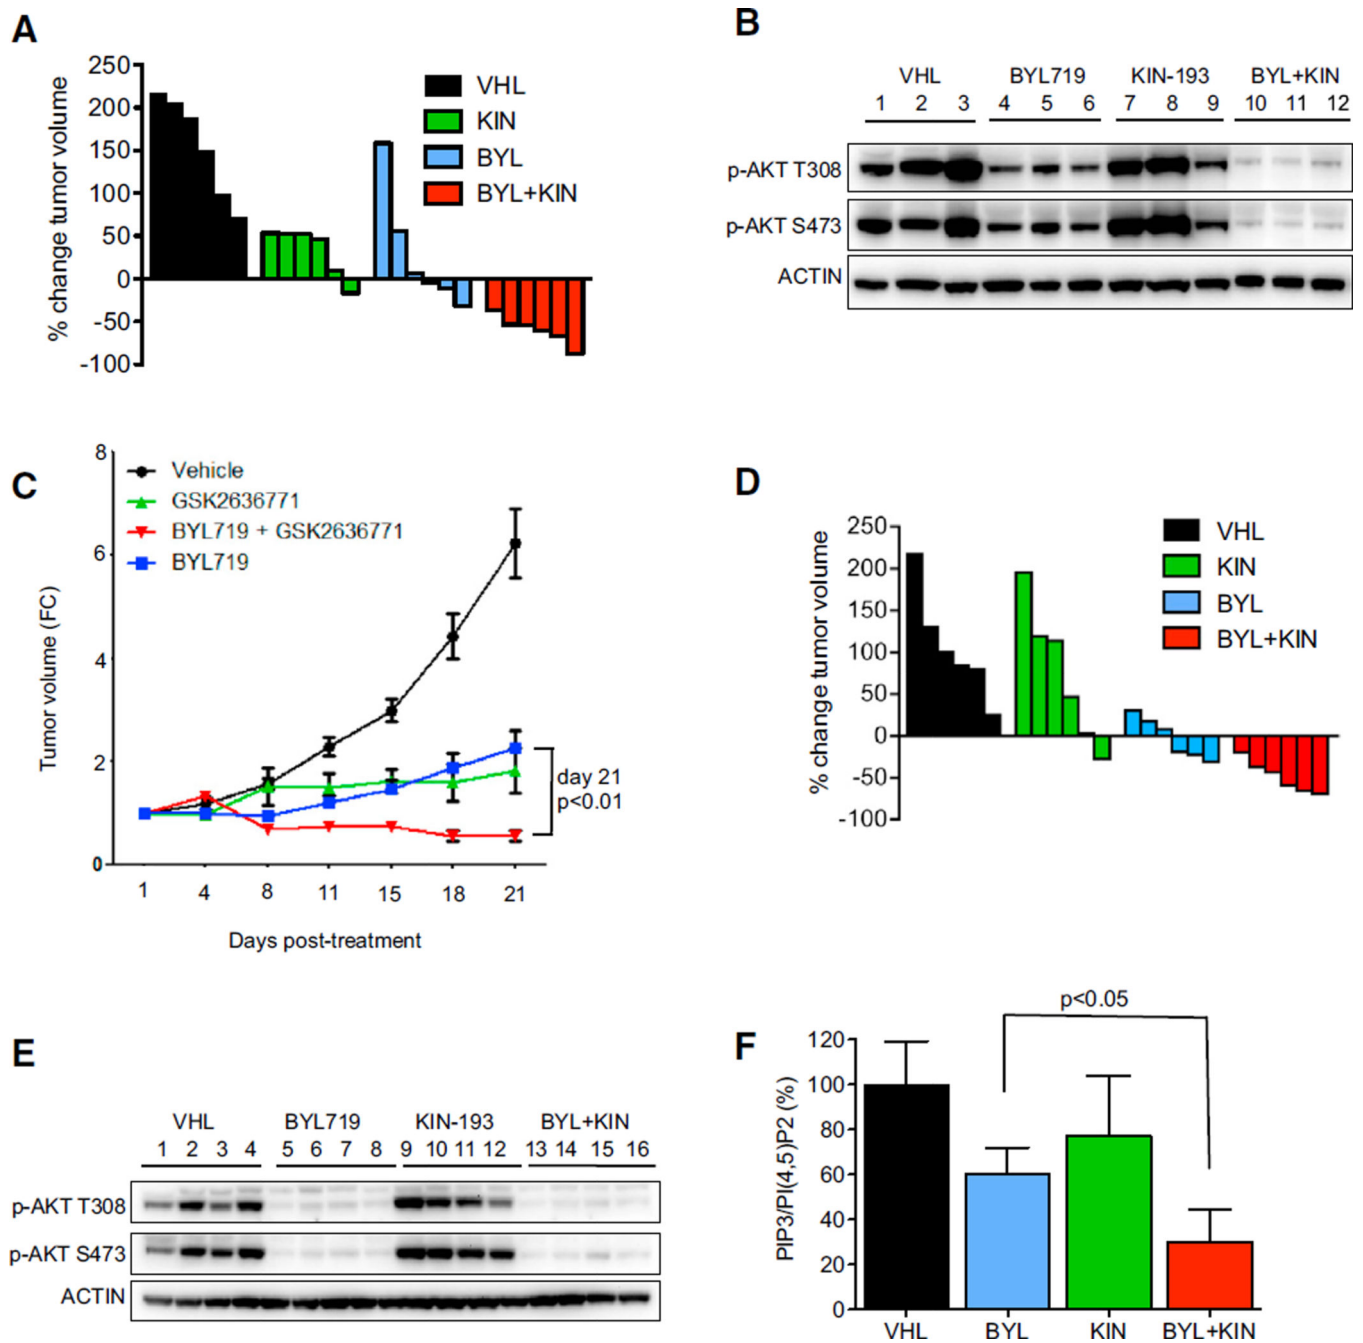 A
% change tumor volume
250
200
150
100
50
0
-50
-100
VHL
KIN
BYL
BYL+KIN
B
VHL BYL719 KIN-193 BYL+KIN
1 2 3 4 5 6 7 8 9 10 11 12
p-AKT T308
p-AKT S473
ACTIN
C
Tumor volume (FC)
8
6
4
2
0
Vehicle
GSK2636771
BYL719 + GSK2636771
BYL719
day 21
p<0.01
1 4 8 11 15 18 21
Days post-treatment
D
% change tumor volume
250
200
150
100
50
0
-50
-100
VHL
KIN
BYL
BYL+KIN
E
VHL BYL719 KIN-193 BYL+KIN
1 2 3 4 5 6 7 8 9 10 11 12 13 14 15 16
p-AKT T308
p-AKT S473
ACTIN
F
PIP3/PI(4,5)P2 (%)
120
100
80
60
40
20
0
p<0.05
VHL BYL KIN BYL+KIN